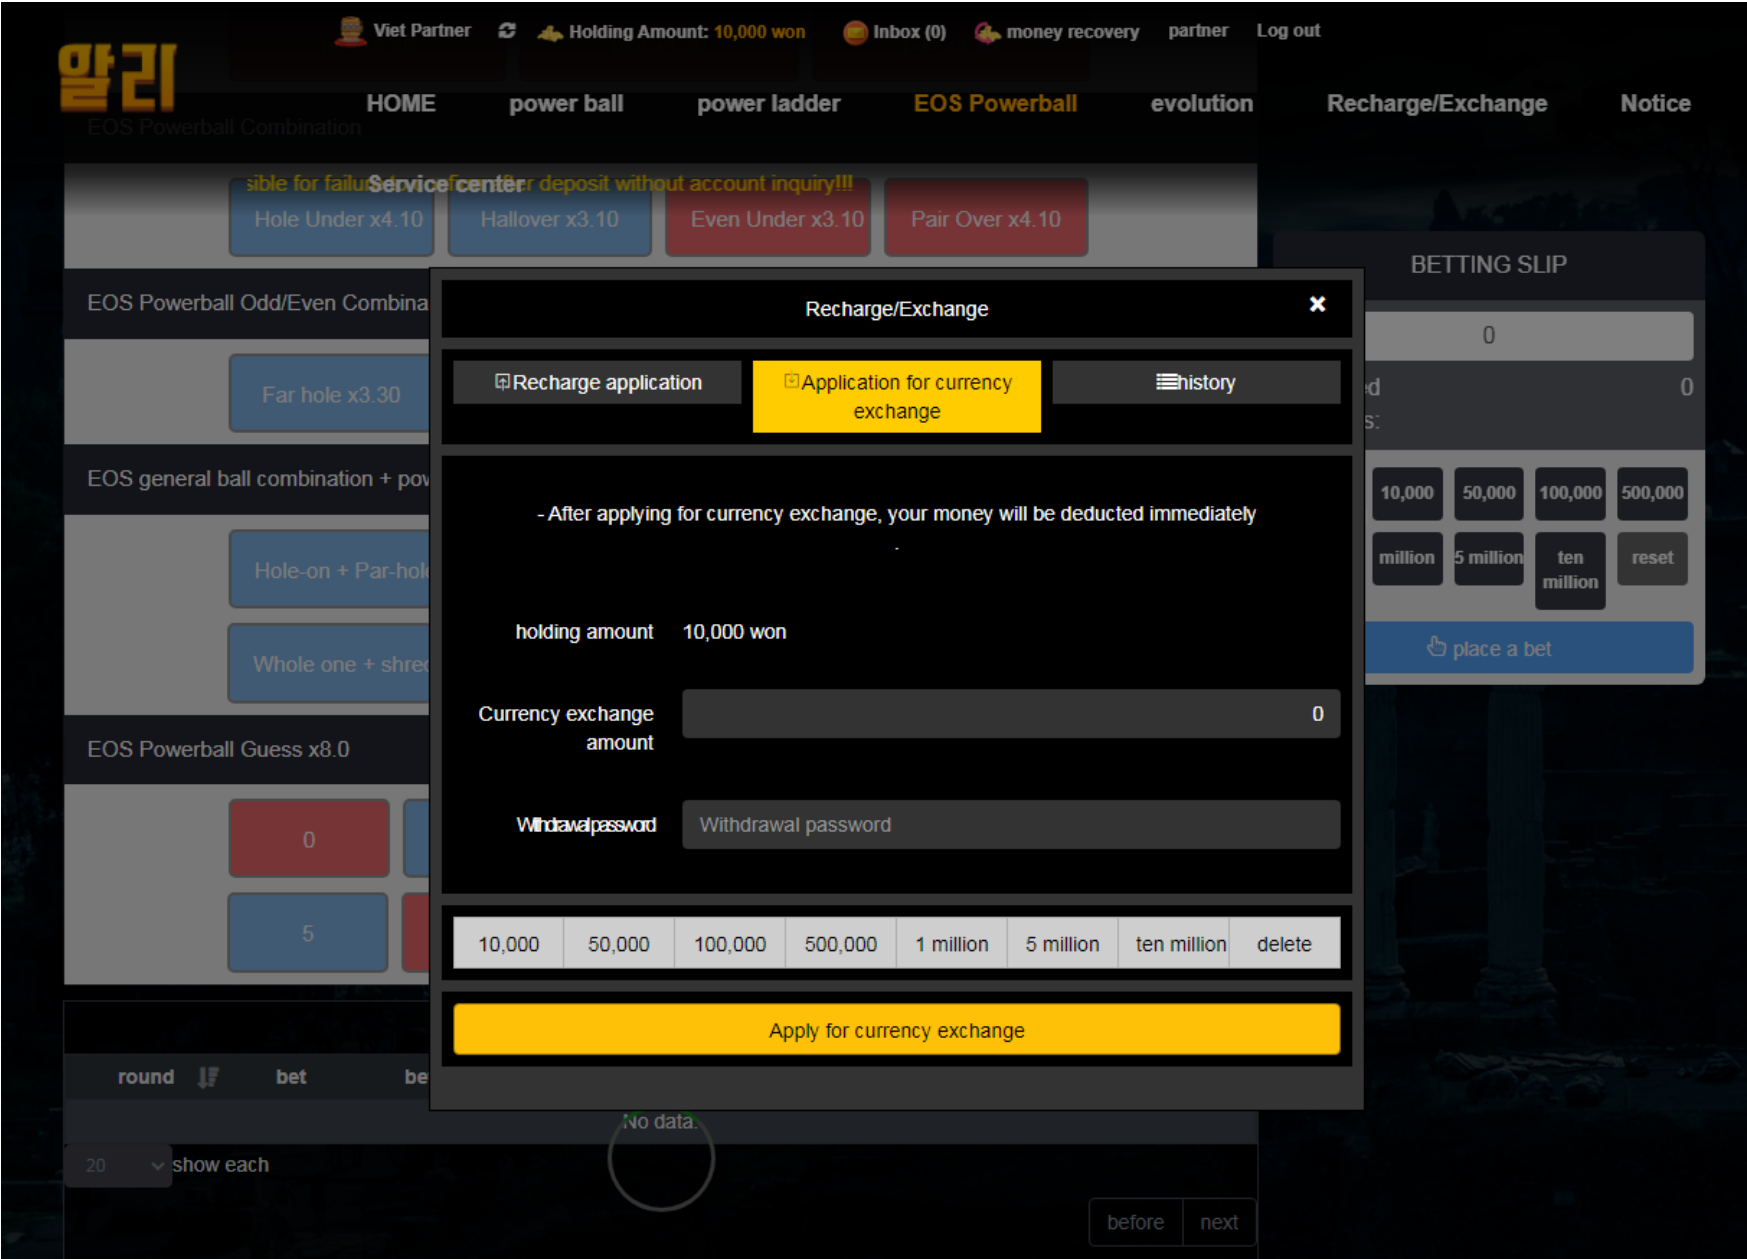 Viet Partner
Holding Amount: 10,000 won
Inbox (0)
money recovery
partner
Log out
알리
HOME
power ball
power ladder
EOS Powerball
evolution
Recharge/Exchange
Notice
EOS Powerball Combination
Service center
deposit without account inquiry!!!
Hole Under x4.10
Hallover x3.10
Even Under x3.10
Pair Over x4.10
BETTING SLIP
EOS Powerball Odd/Even Combina
Recharge/Exchange
0
Far hole x3.30
Recharge application
Application for currency
exchange
history
ed
0
s:
EOS general ball combination + pov
10,000
50,000
100,000
500,000
- After applying for currency exchange, your money will be deducted immediately
.
million
5 million
ten
million
reset
Hole-on + Par-hole
holding amount
10,000 won
place a bet
Whole one + shred
Currency exchange
amount
0
EOS Powerball Guess x8.0
Withdrawal password
Withdrawal password
0
5
10,000
50,000
100,000
500,000
1 million
5 million
ten million
delete
Apply for currency exchange
round
bet
be
No data.
20
show each
before
next